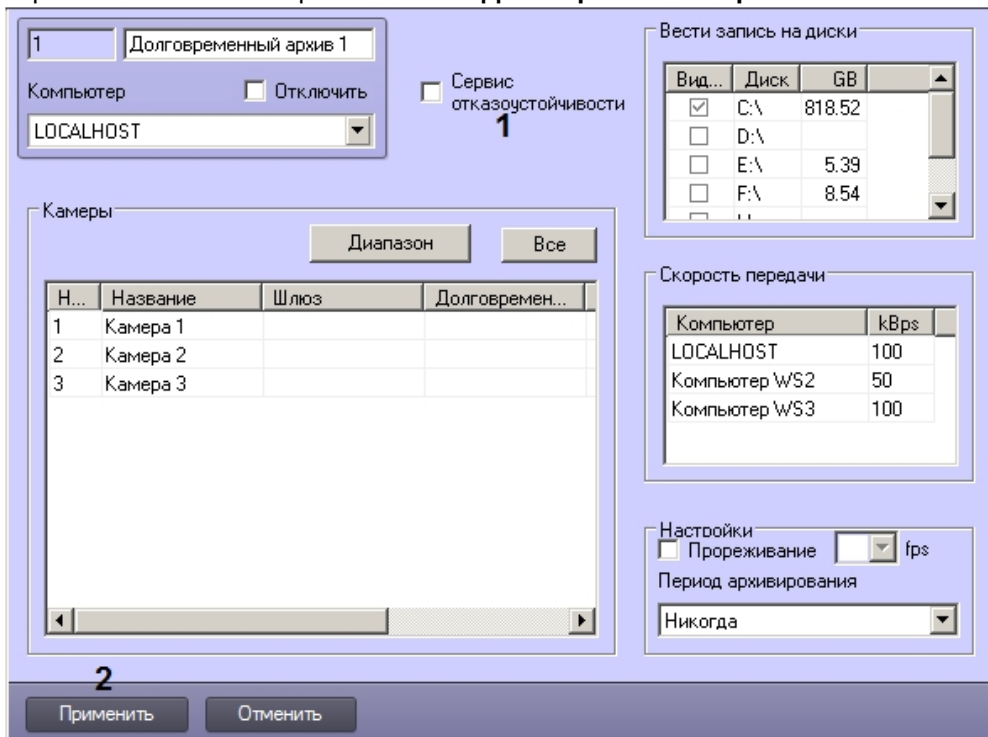 1 Долговременный архив 1
Компьютер Отключить
LOCALHOST
Сервис
отказоустойчивости
1
Вести запись на диски
Вид... Диск GB
C:\ 818.52
D:\
E:\ 5.39
F:\ 8.54
Камеры
Диапазон Все
Н... Название Шлюз Долговремен...
1 Камера 1
2 Камера 2
3 Камера 3
Скорость передачи
Компьютер kBps
LOCALHOST 100
Компьютер WS2 50
Компьютер WS3 100
Настройки
Прореживание fps
Период архивирования
Никогда
2
Применить Отменить